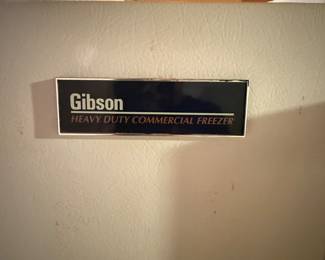 Gibson
HEAVY DUTY COMMERCIAL FREEZER